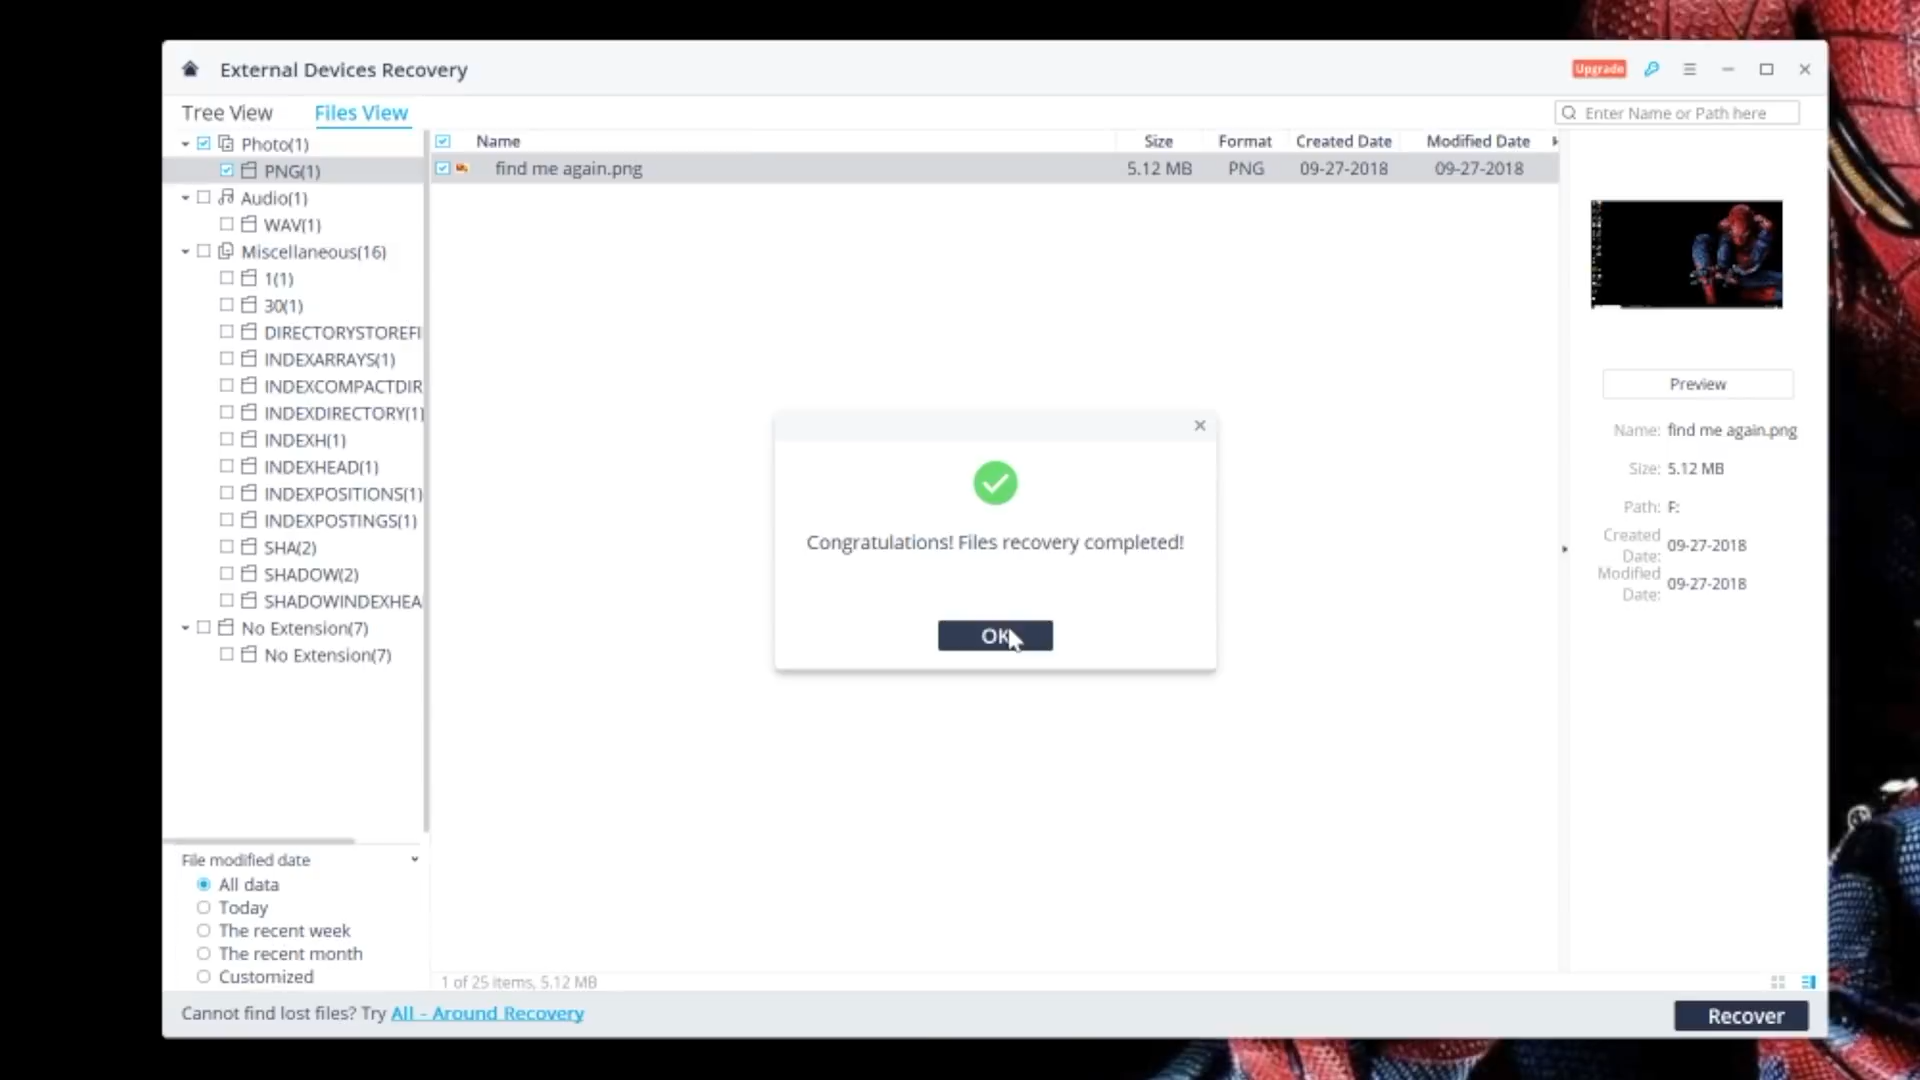 External Devices Recovery
Upgrade
Tree View
Files View
Enter Name or Path here
Photo(1)
PNG(1)
Audio(1)
WAV(1)
Miscellaneous(16)
1(1)
30(1)
DIRECTORYSTOREFI
INDEXARRAYS(1)
INDEXCOMPACTDIR
INDEXDIRECTORY(1)
INDEXH(1)
INDEXHEAD(1)
INDEXPOSITIONS(1)
INDEXPOSTINGS(1)
SHA(2)
SHADOW(2)
SHADOWINDEXHEA
No Extension(7)
No Extension(7)
File modified date
All data
Today
The recent week
The recent month
Customized
Name Size Format Created Date Modified Date
find me again.png 5.12 MB PNG 09-27-2018 09-27-2018
Congratulations! Files recovery completed!
OK
Preview
Name: find me again.png
Size: 5.12 MB
Path: F:
Created
Date: 09-27-2018
Modified
Date: 09-27-2018
1 of 25 items, 5.12 MB
Cannot find lost files? Try All - Around Recovery
Recover